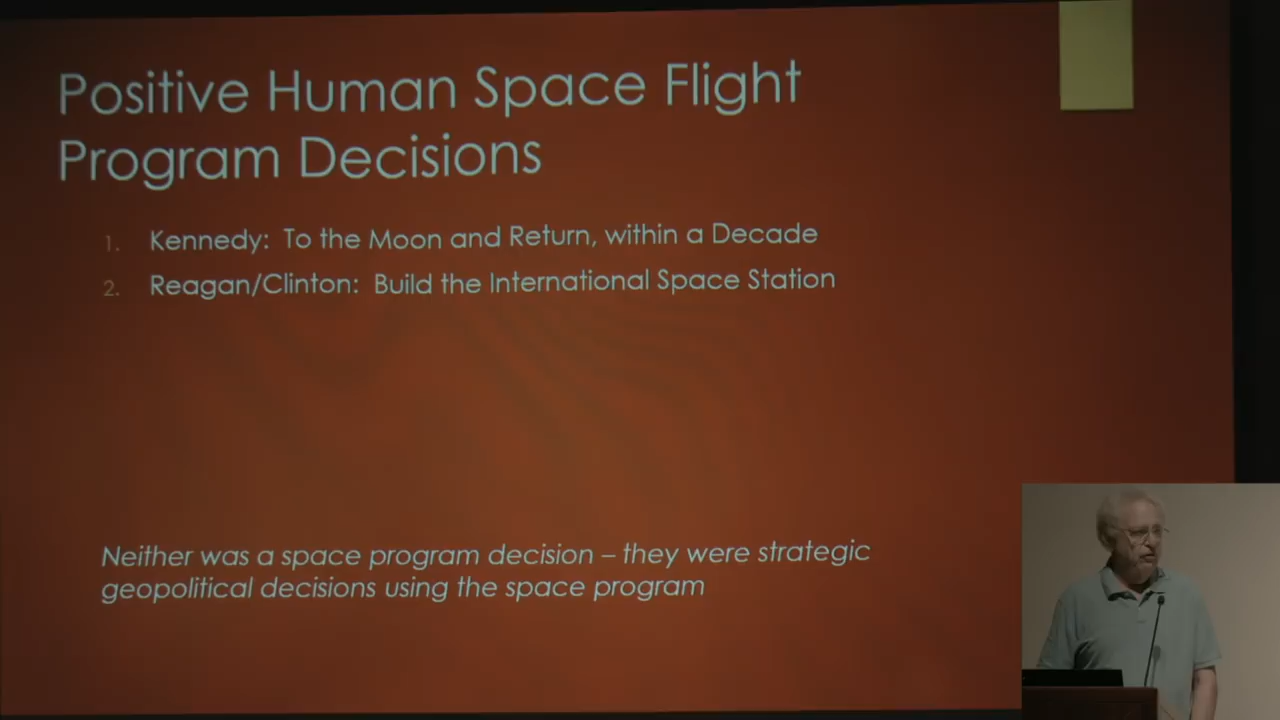 Positive Human Space Flight
Program Decisions
1. Kennedy: To the Moon and Return, within a Decade
2. Reagan/Clinton: Build the International Space Station
Neither was a space program decision – they were strategic
geopolitical decisions using the space program